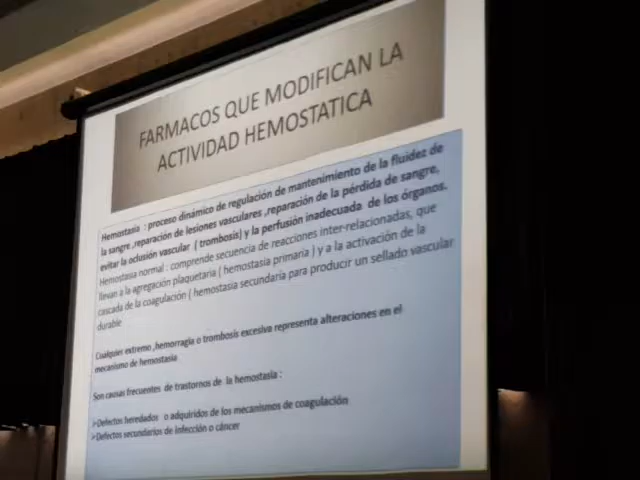 FARMACOS QUE MODIFICAN LA
ACTIVIDAD HEMOSTATICA
Hemostasia : proceso dinámico de regulación de mantenimiento de la fluidez de
la sangre ,reparación de lesiones vasculares ,reparación de la pérdida de sangre,
evitar la oclusión vascular ( trombosis) y la perfusión inadecuada de los órganos.
Hemostasia normal : comprende secuencia de reacciones inter-relacionadas, que
llevan a la agregación plaquetaria ( hemostasia primaria ) y a la activación de la
cascada de la coagulación ( hemostasia secundaria para producir un sellado vascular
durable
Cualquier extremo ,hemorragia o trombosis excesiva representa alteraciones en el
mecanismo de hemostasia
Son causas frecuentes de trastornos de la hemostasia :
➢Defectos heredados o adquiridos de los mecanismos de coagulación
➢Defectos secundarios de infección o cáncer